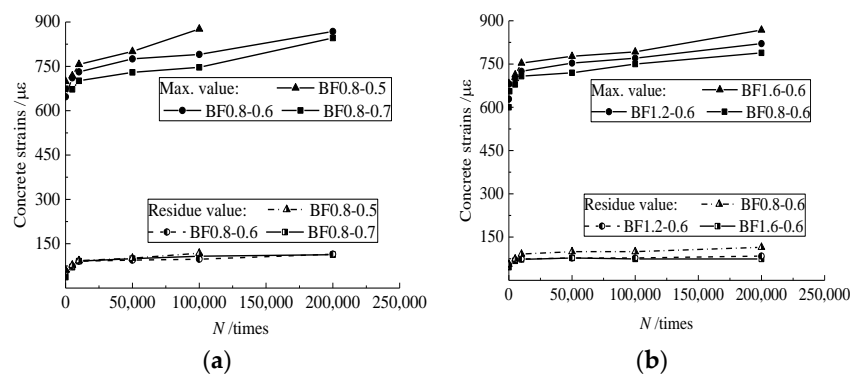 900
750
600
450
300
150
Concrete strains /με
Max. value: BF0.8-0.5
BF0.8-0.6 BF0.8-0.7
Residue value: BF0.8-0.5
BF0.8-0.6 BF0.8-0.7
0 50,000 100,000 150,000 200,000 250,000
N /times
(a)
900
750
600
450
300
150
Concrete strains /με
Max. value: BF1.6-0.6
BF1.2-0.6 BF0.8-0.6
Residue value: BF0.8-0.6
BF1.2-0.6 BF1.6-0.6
0 50,000 100,000 150,000 200,000 250,000
N /times
(b)